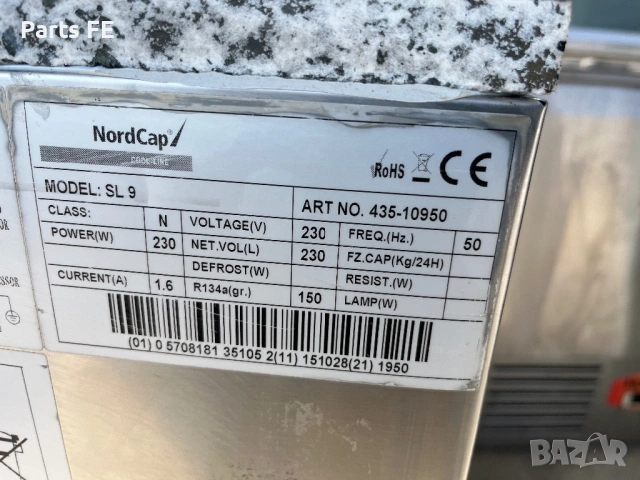 Parts FE
NordCap
COOL-LINE
RoHS CE
MODEL: SL 9 ART NO. 435-10950
CLASS: N VOLTAGE(V) 230 FREQ.(Hz.) 50
POWER(W) 230 NET.VOL(L) 230 FZ.CAP(Kg/24H)
DEFROST(W) RESIST.(W)
CURRENT(A) 1.6 R134a(gr.) 150 LAMP(W)
(01) 0 5708181 35105 2(11) 151028(21) 1950
BAZAR